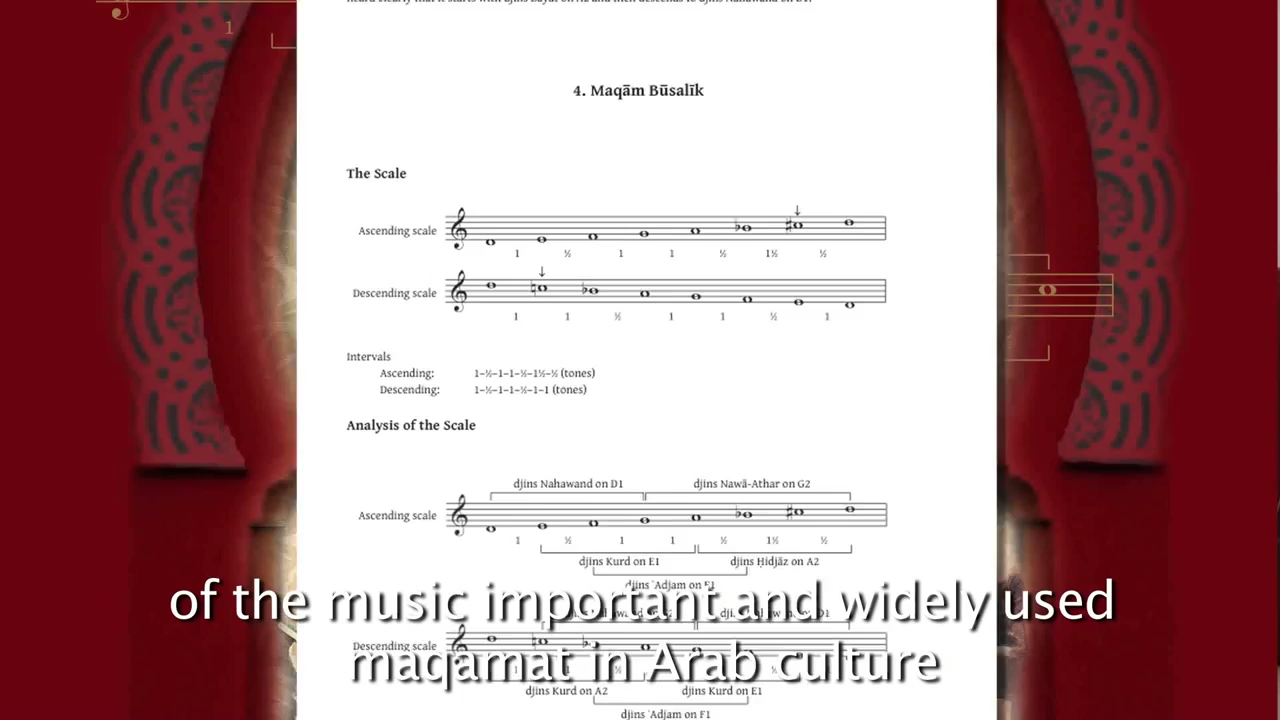 4. Maqām Būsalīk
The Scale
Ascending scale
1 ½ 1 1 ½ 1½ ½
Descending scale
1 1 ½ 1 1 ½ 1
Intervals
Ascending: 1–½–1–1–½–1½–½ (tones)
Descending: 1–½–1–1–½–1–1 (tones)
Analysis of the Scale
djins Nahawand on D1 djins Nawā-Athar on G2
Ascending scale
1 ½ 1 1 ½ 1½ ½
djins Kurd on E1 djins Ḥidjāz on A2
djins ʿAdjam on F1
of the music important and widely used
Descending scale
maqamat in Arab culture
djins Kurd on A2 djins Kurd on E1
djins ʿAdjam on F1
1